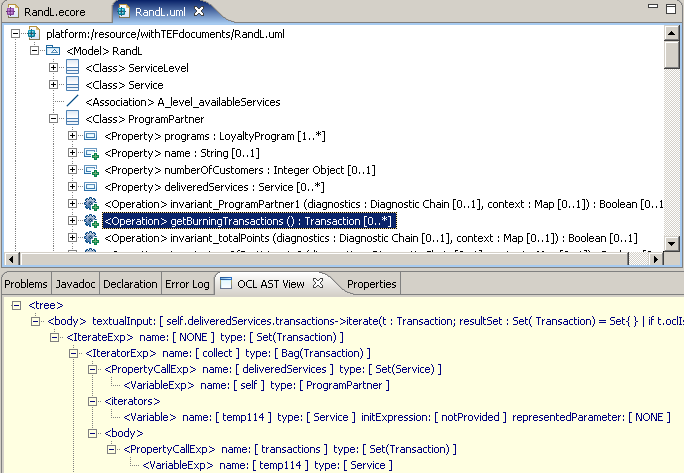 RandL.ecore RandL.uml
platform:/resource/withTEFdocuments/RandL.uml
<Model> RandL
<Class> ServiceLevel
<Class> Service
<Association> A_level_availableServices
<Class> ProgramPartner
<Property> programs : LoyaltyProgram [1..*]
<Property> name : String [0..1]
<Property> numberOfCustomers : Integer Object [0..1]
<Property> deliveredServices : Service [0..*]
<Operation> invariant_ProgramPartner1 (diagnostics : Diagnostic Chain [0..1], context : Map [0..1]) : Boolean [0..1
<Operation> getBurningTransactions () : Transaction [0..*]
<Operation> invariant_totalPoints (diagnostics : Diagnostic Chain [0..1], context : Map [0..1]) : Boolean [0..1]
Problems Javadoc Declaration Error Log OCL AST View Properties
<tree>
<body> textualInput: [ self.deliveredServices.transactions->iterate(t : Transaction; resultSet : Set( Transaction) = Set{ } | if t.oclIs
<IterateExp> name: [ NONE ] type: [ Set(Transaction) ]
<IteratorExp> name: [ collect ] type: [ Bag(Transaction) ]
<PropertyCallExp> name: [ deliveredServices ] type: [ Set(Service) ]
<VariableExp> name: [ self ] type: [ ProgramPartner ]
<iterators>
<Variable> name: [ temp114 ] type: [ Service ] initExpression: [ notProvided ] representedParameter: [ NONE ]
<body>
<PropertyCallExp> name: [ transactions ] type: [ Set(Transaction) ]
<VariableExp> name: [ temp114 ] type: [ Service ]